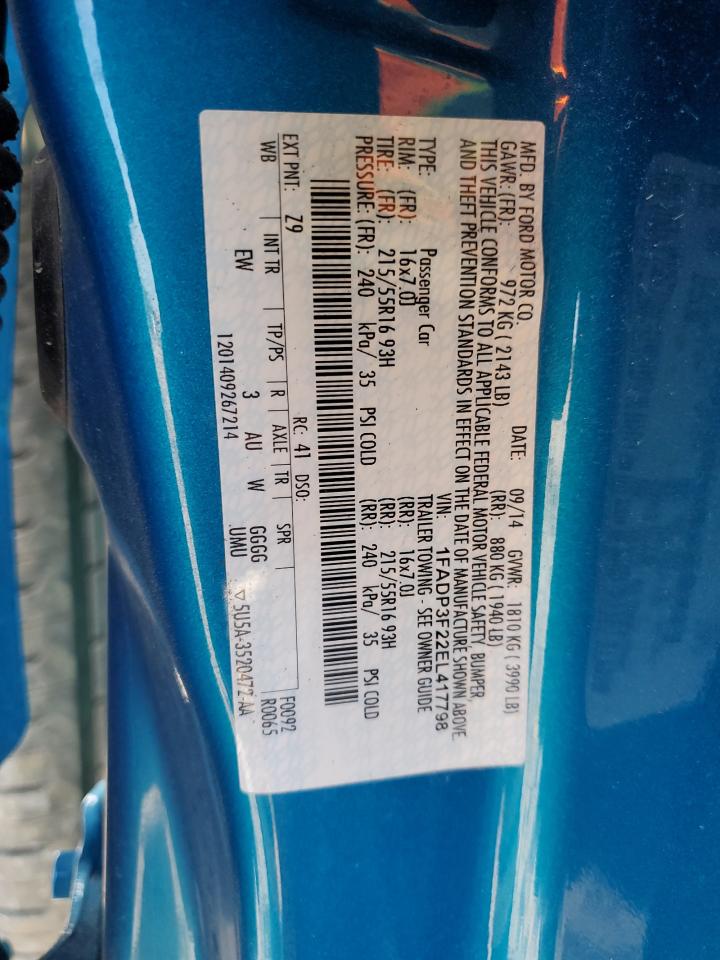 MFD. BY FORD MOTOR CO.
DATE: 09/14 GVWR: 1810 KG ( 3990 LB)
GAWR: (FR): 972 KG ( 2143 LB) (RR): 880 KG ( 1940 LB)
THIS VEHICLE CONFORMS TO ALL APPLICABLE FEDERAL MOTOR VEHICLE SAFETY, BUMPER,
AND THEFT PREVENTION STANDARDS IN EFFECT ON THE DATE OF MANUFACTURE SHOWN ABOVE.
VIN: 1FADP3F22EL417798
TYPE: Passenger Car TRAILER TOWING - SEE OWNER GUIDE
RIM: (FR): 16x7.0J (RR): 16x7.0J
TIRE: (FR): 215/55R16 93H (RR): 215/55R16 93H
PRESSURE: (FR): 240 kPa/ 35 PSI COLD (RR): 240 kPa/ 35 PSI COLD
RC: 41 DSO: F0092
EXT PNT: Z9 R0065
WB INT TR TP/PS R AXLE TR SPR
EW 3 AU W GGGG
1201409267214 .UMU ▽ 5U5A-3520472-AA